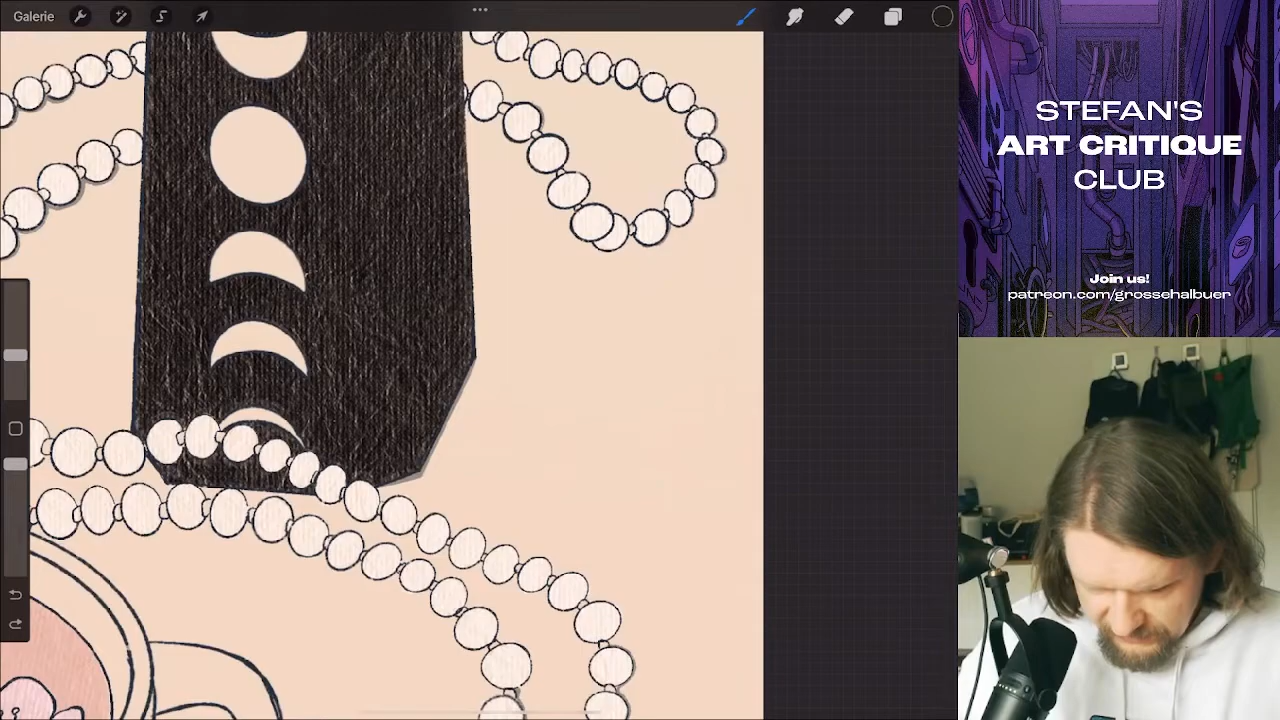 Galerie
STEFAN'S
ART CRITIQUE
CLUB
Join us!
patreon.com/grossehalbuer